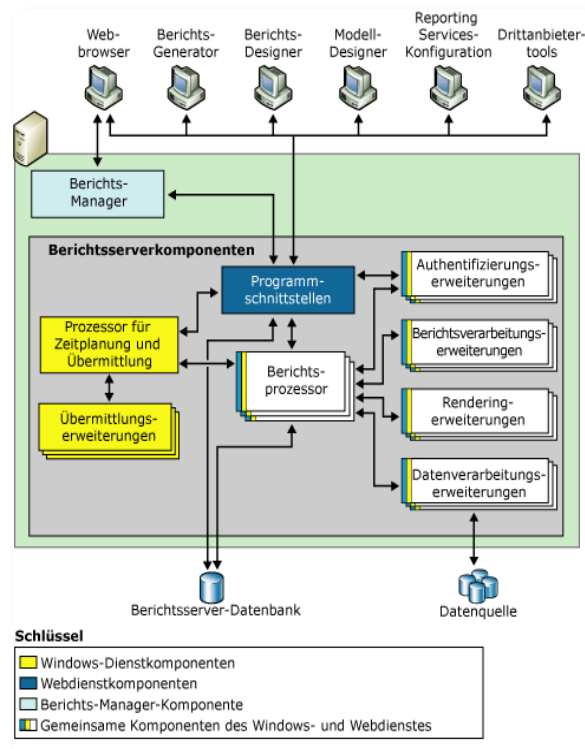 Web-
browser
Berichts-
Generator
Berichts-
Designer
Modell-
Designer
Reporting
Services-
Konfiguration
Drittanbieter-
tools
Berichts-
Manager
Berichtsserverkomponenten
Programm-
schnittstellen
Authentifizierungs-
erweiterungen
Prozessor für
Zeitplanung und
Übermittlung
Berichtsverarbeitungs-
erweiterungen
Berichts-
prozessor
Übermittlungs-
erweiterungen
Rendering-
erweiterungen
Datenverarbeitungs-
erweiterungen
Berichtsserver-Datenbank
Datenquelle
Schlüssel
Windows-Dienstkomponenten
Webdienstkomponenten
Berichts-Manager-Komponente
Gemeinsame Komponenten des Windows- und Webdienstes